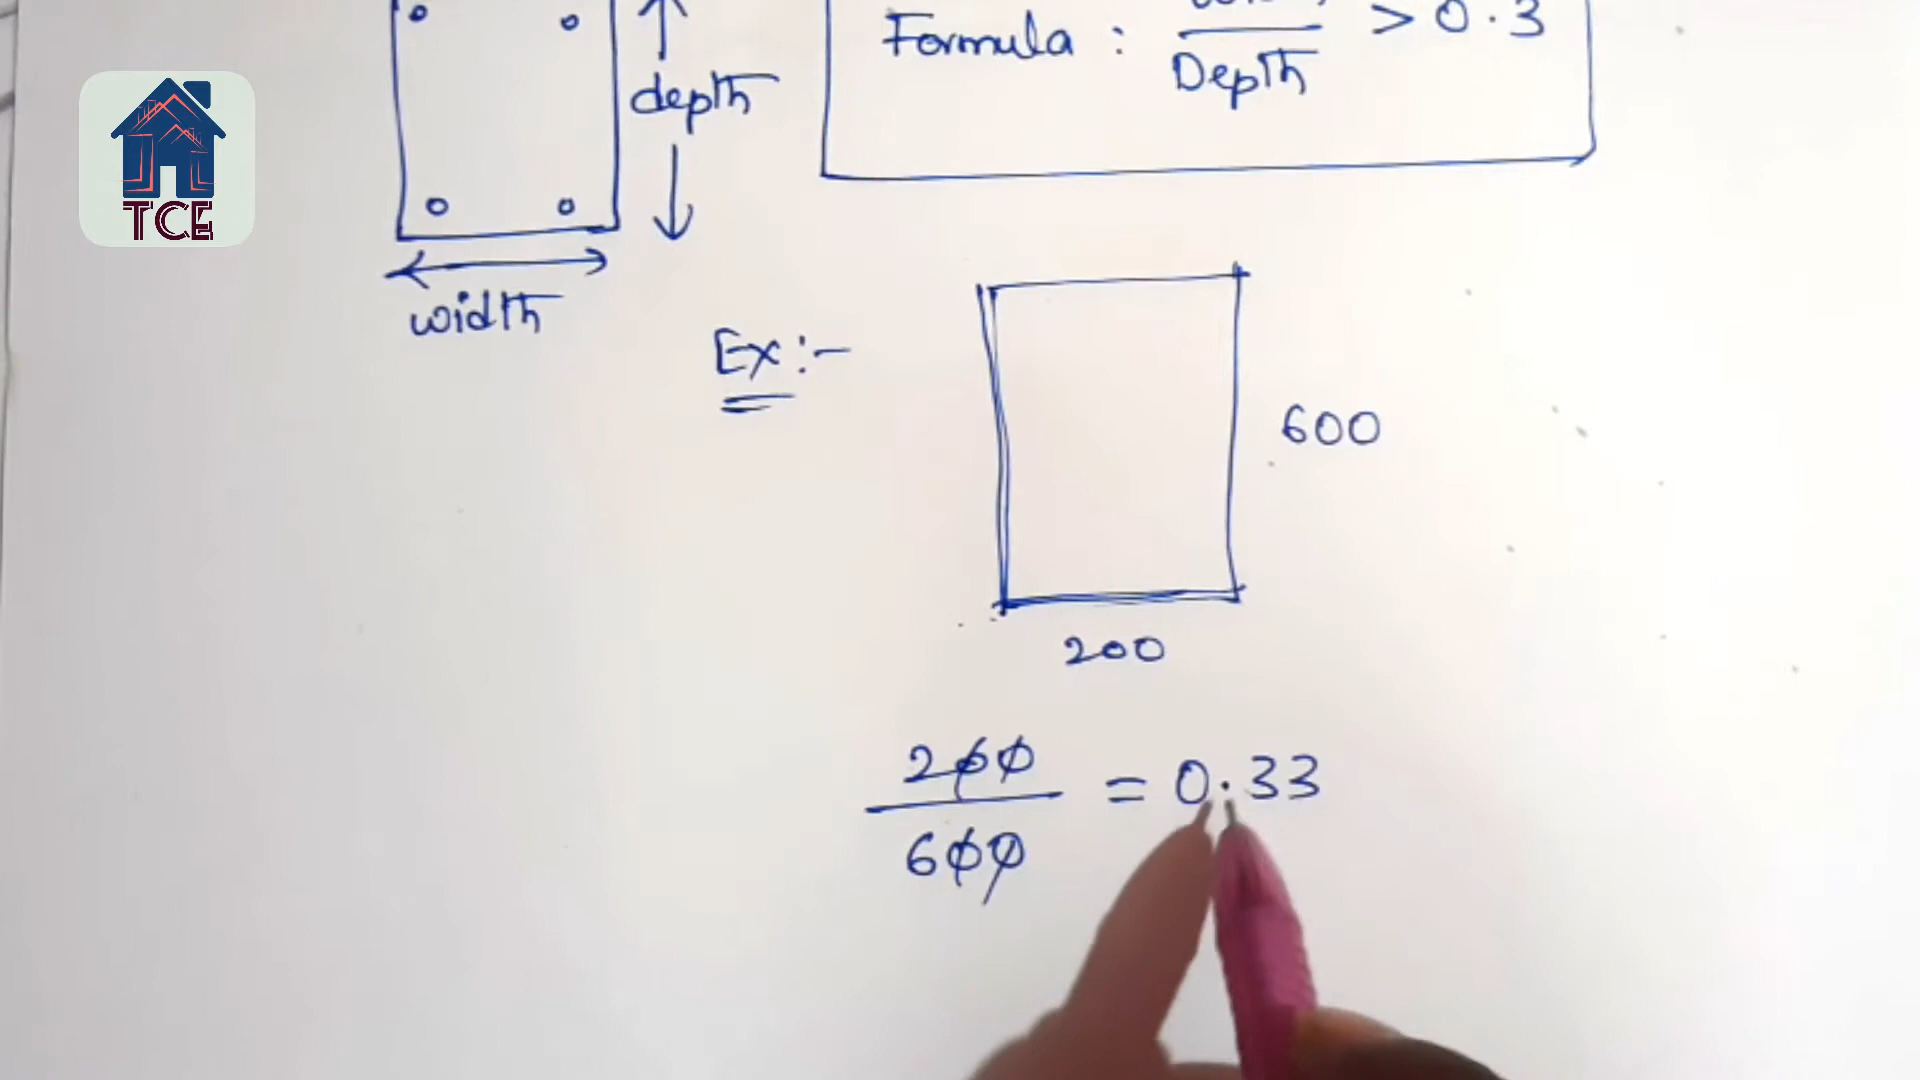 Formula : / Depth > 0.3
depth
TCE
width
Ex:-
600
200
200 / 600 = 0.33